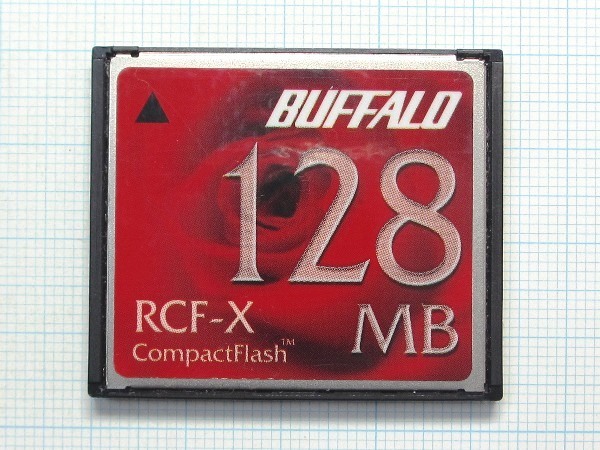 BUFFALO
128
MB
RCF-X
CompactFlash™